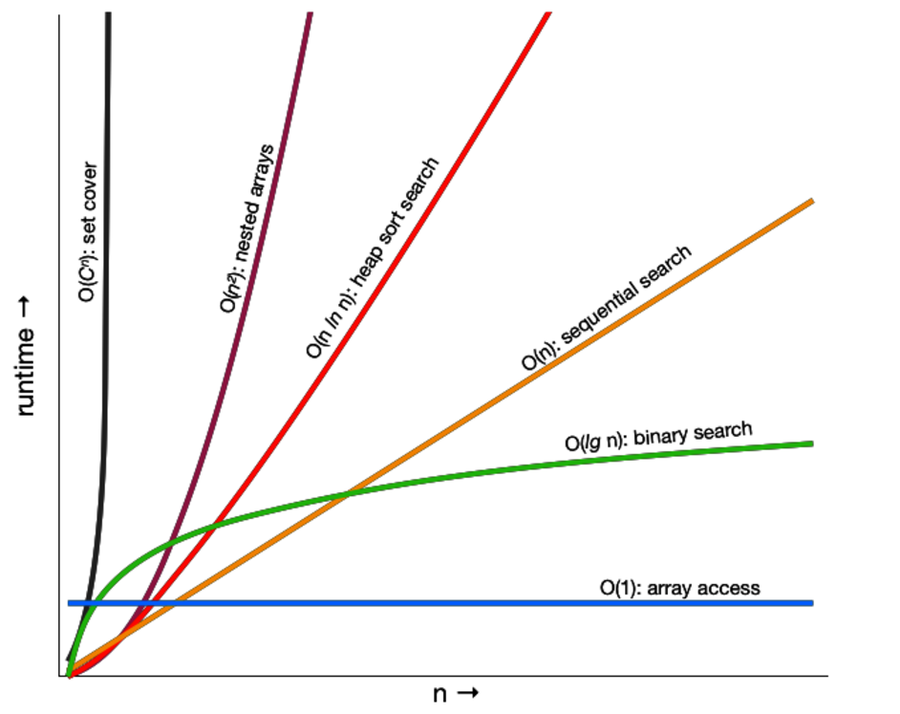 O(Cⁿ): set cover
O(n²): nested arrays
O(n ln n): heap sort search
O(n): sequential search
O(lg n): binary search
O(1): array access
runtime →
n →